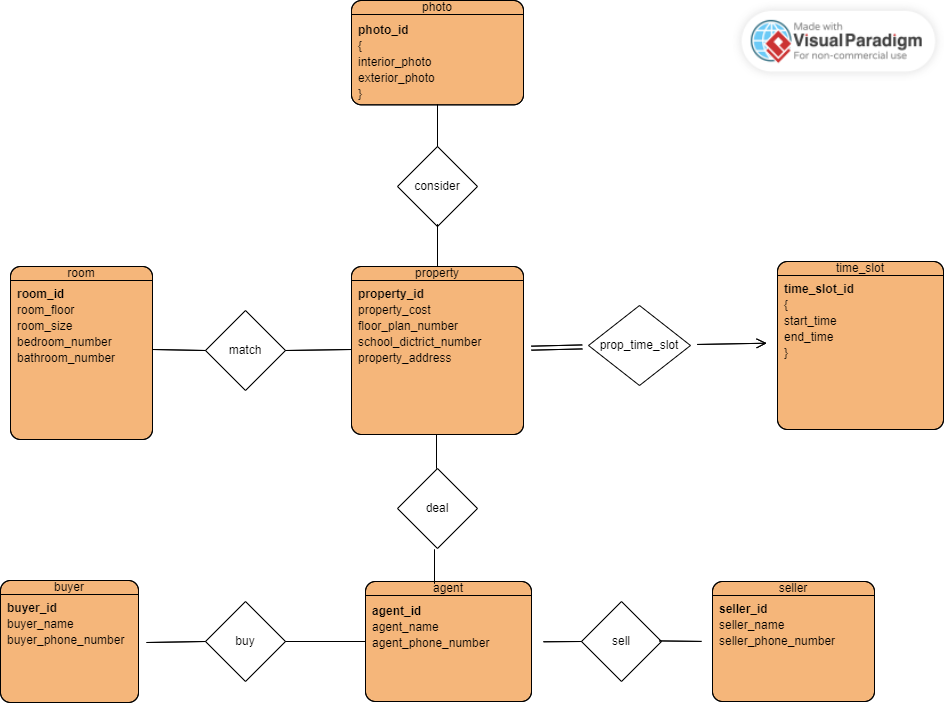 photo
photo_id
{
interior_photo
exterior_photo
}
Made with
Visual Paradigm
For non-commercial use
consider
room
room_id
room_floor
room_size
bedroom_number
bathroom_number
match
property
property_id
property_cost
floor_plan_number
school_dictrict_number
property_address
prop_time_slot
time_slot
time_slot_id
{
start_time
end_time
}
deal
buyer
buyer_id
buyer_name
buyer_phone_number
buy
agent
agent_id
agent_name
agent_phone_number
sell
seller
seller_id
seller_name
seller_phone_number